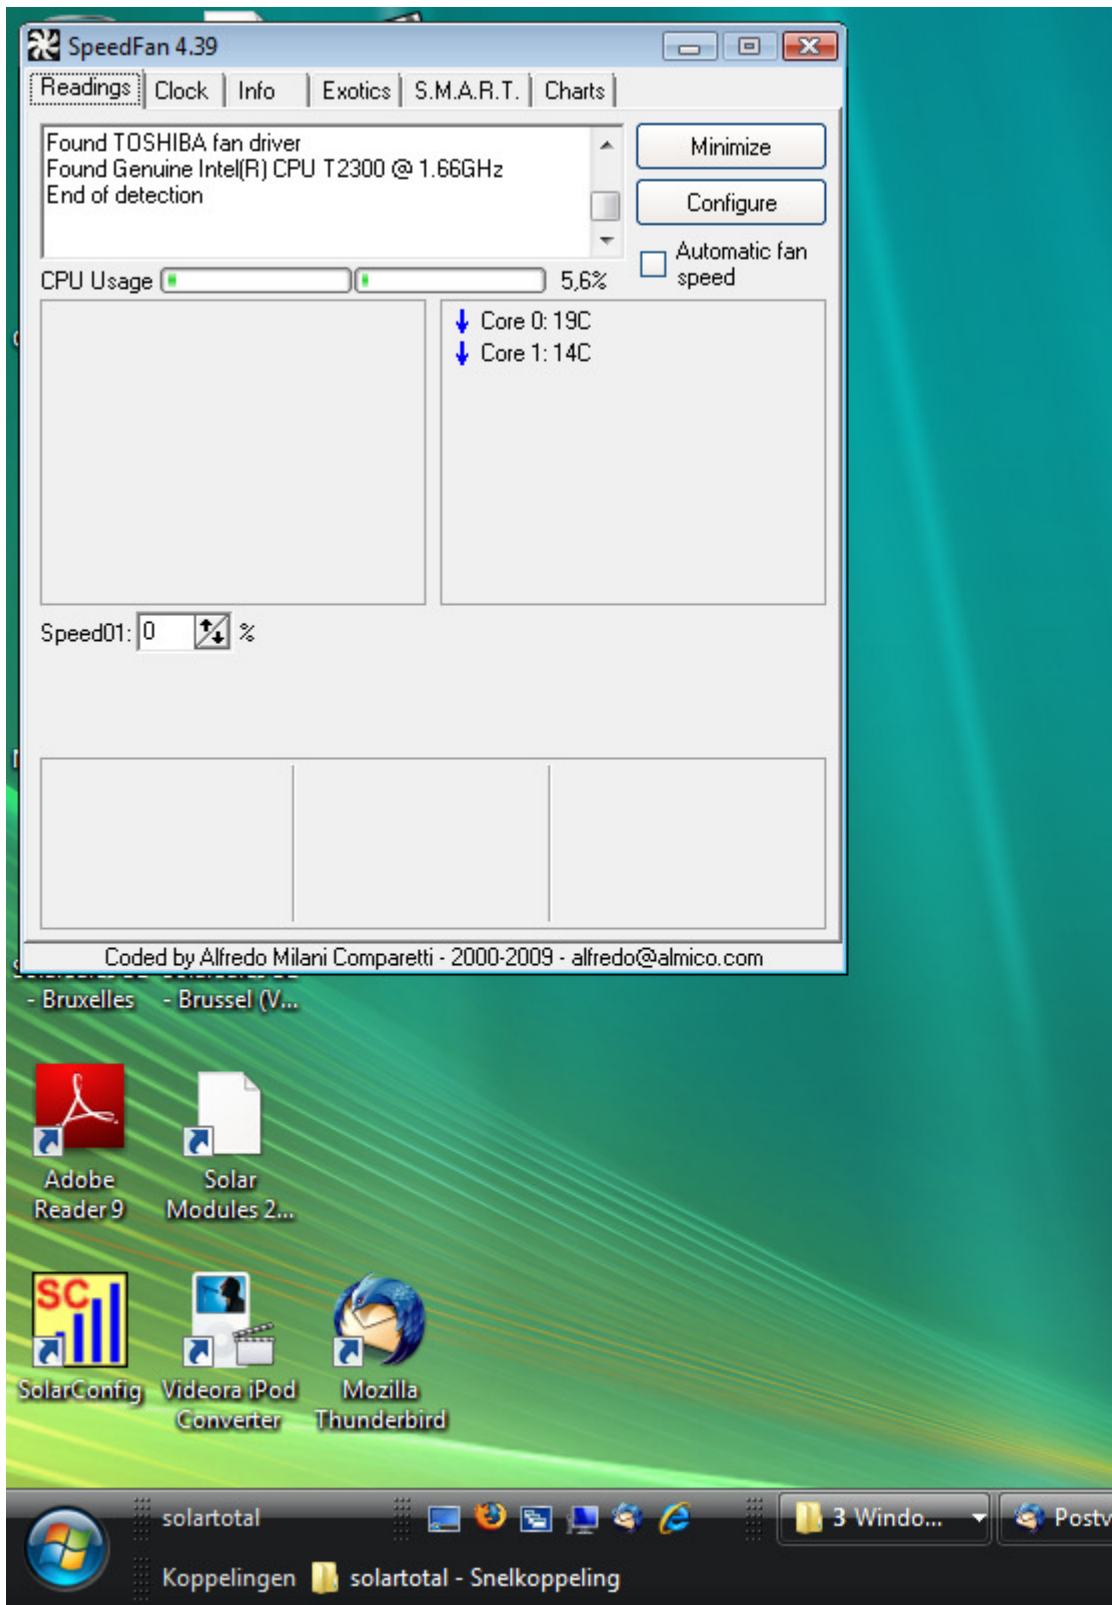 SpeedFan 4.39
Readings Clock Info Exotics S.M.A.R.T. Charts
Found TOSHIBA fan driver
Found Genuine Intel(R) CPU T2300 @ 1.66GHz
End of detection
Minimize
Configure
Automatic fan
speed
CPU Usage 5,6%
Core 0: 19C
Core 1: 14C
Speed01: 0 %
Coded by Alfredo Milani Comparetti - 2000-2009 - alfredo@almico.com
- Bruxelles
- Brussel (V...
Adobe
Reader 9
Solar
Modules 2...
SC
SolarConfig
Videora iPod
Converter
Mozilla
Thunderbird
solartotal
3 Windo...
Postv
Koppelingen solartotal - Snelkoppeling